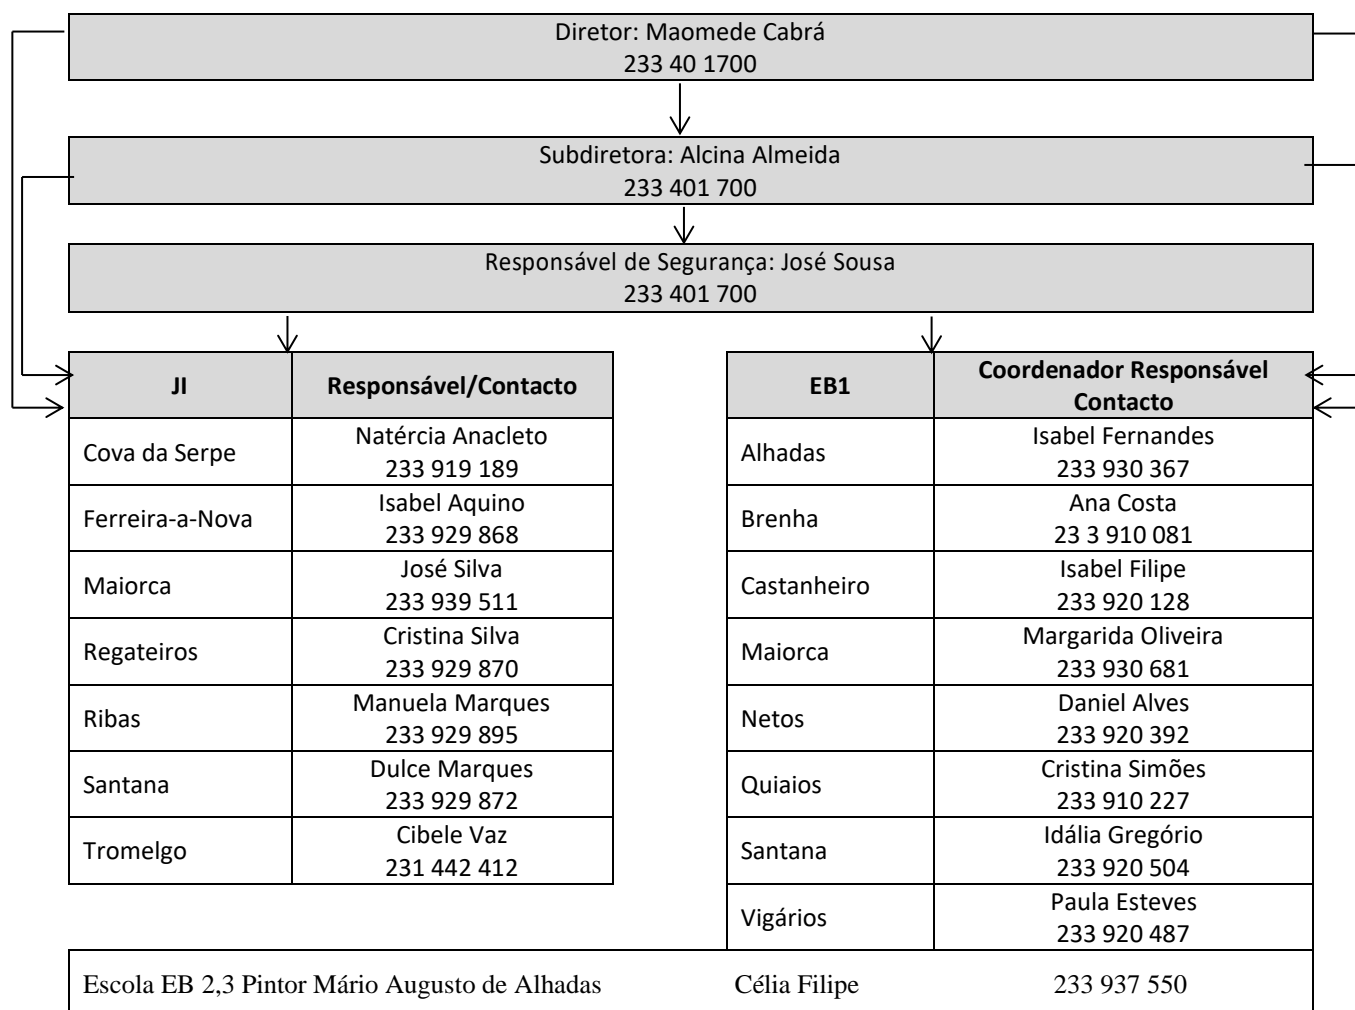 Diretor: Maomede Cabrá
233 40 1700
Subdiretora: Alcina Almeida
233 401 700
Responsável de Segurança: José Sousa
233 401 700
JI
Responsável/Contacto
Cova da Serpe
Natércia Anacleto
233 919 189
Ferreira-a-Nova
Isabel Aquino
233 929 868
Maiorca
José Silva
233 939 511
Regateiros
Cristina Silva
233 929 870
Ribas
Manuela Marques
233 929 895
Santana
Dulce Marques
233 929 872
Tromelgo
Cibele Vaz
231 442 412
EB1
Coordenador Responsável
Contacto
Alhadas
Isabel Fernandes
233 930 367
Brenha
Ana Costa
23 3 910 081
Castanheiro
Isabel Filipe
233 920 128
Maiorca
Margarida Oliveira
233 930 681
Netos
Daniel Alves
233 920 392
Quiaios
Cristina Simões
233 910 227
Santana
Idália Gregório
233 920 504
Vigários
Paula Esteves
233 920 487
Escola EB 2,3 Pintor Mário Augusto de Alhadas Célia Filipe 233 937 550